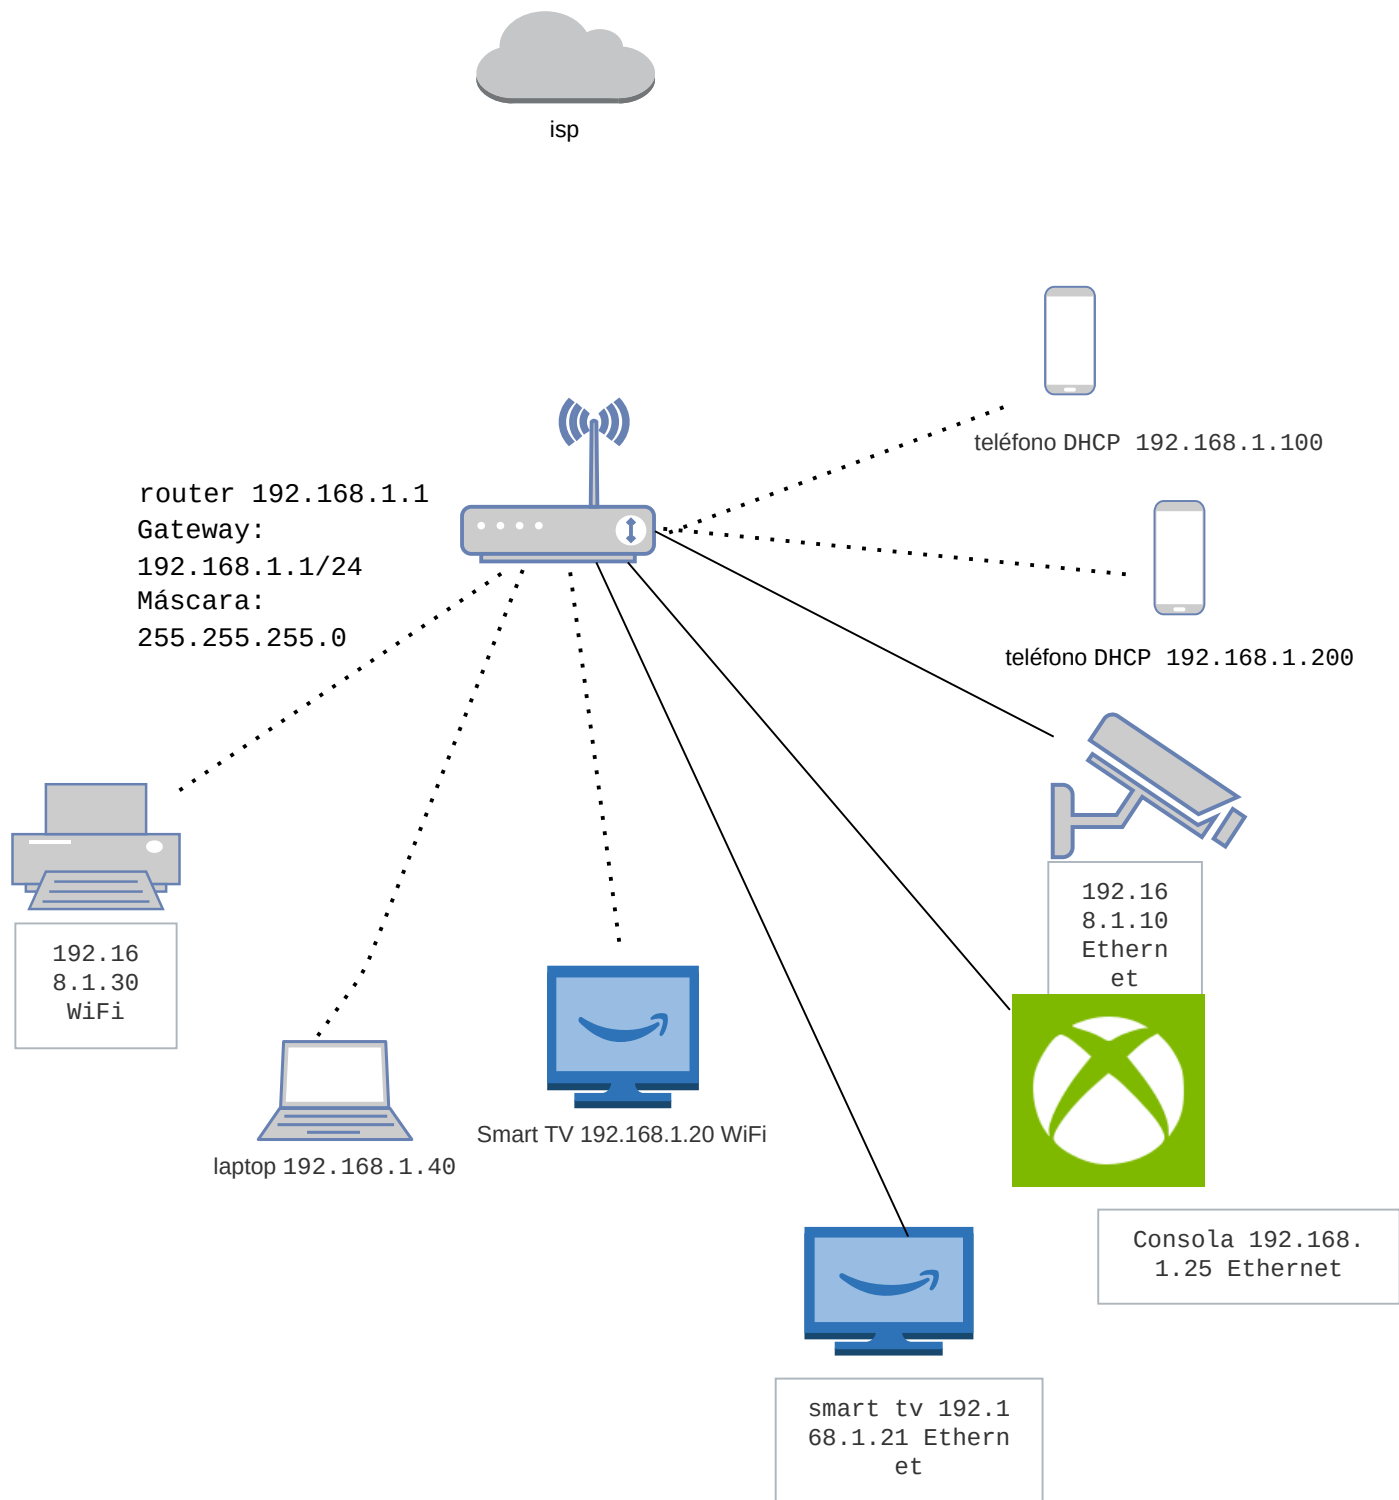 isp
teléfono DHCP 192.168.1.100
router 192.168.1.1
Gateway:
192.168.1.1/24
Máscara:
255.255.255.0
teléfono DHCP 192.168.1.200
192.16
8.1.10
Ethern
et
192.16
8.1.30
WiFi
Smart TV 192.168.1.20 WiFi
laptop 192.168.1.40
Consola 192.168.
1.25 Ethernet
smart tv 192.1
68.1.21 Ethern
et